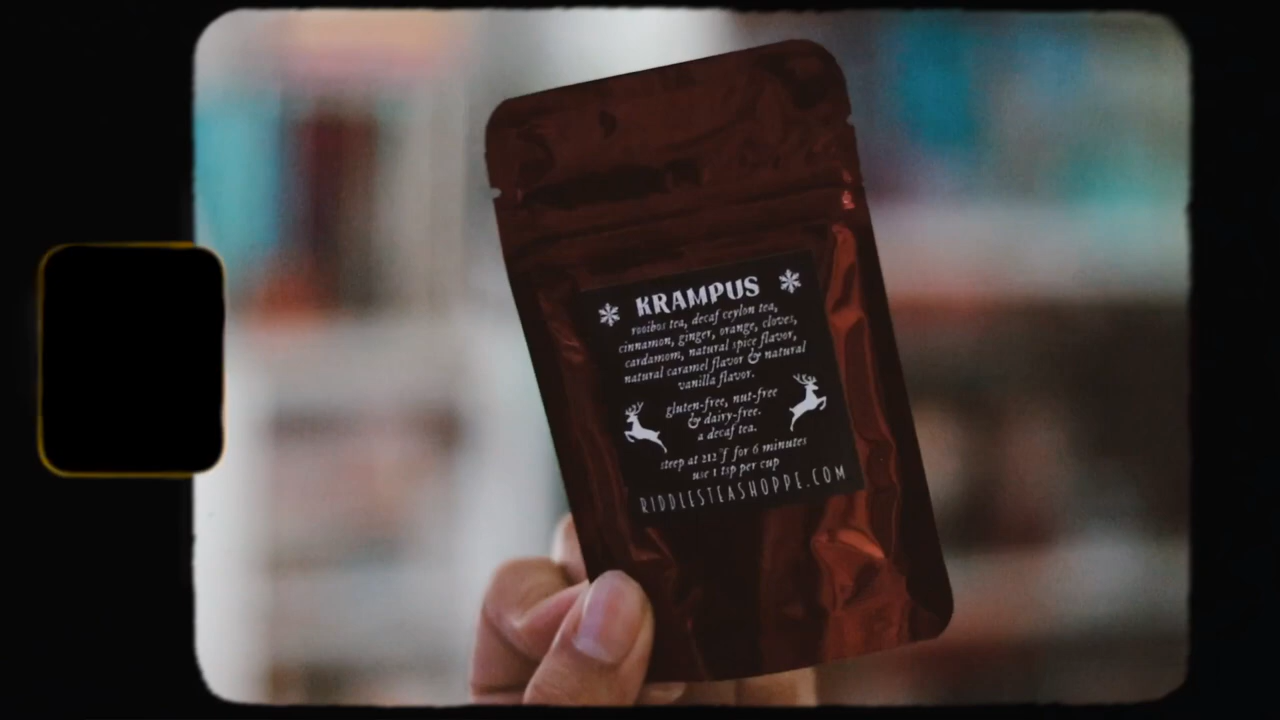 KRAMPUS
rooibos tea, decaf ceylon tea,
cinnamon, ginger, orange, cloves,
cardamom, natural spice flavor,
natural caramel flavor & natural
vanilla flavor.
gluten-free, nut-free
& dairy-free.
a decaf tea.
steep at 212°f for 6 minutes
use 1 tsp per cup
RIDDLESTEASHOPPE.COM